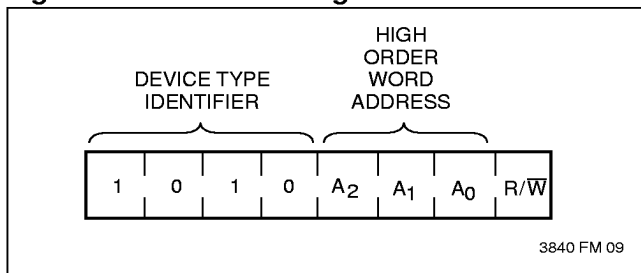 HIGH
ORDER
WORD
ADDRESS
DEVICE TYPE
IDENTIFIER
1 0 1 0 A2 A1 A0 R/W̅
3840 FM 09